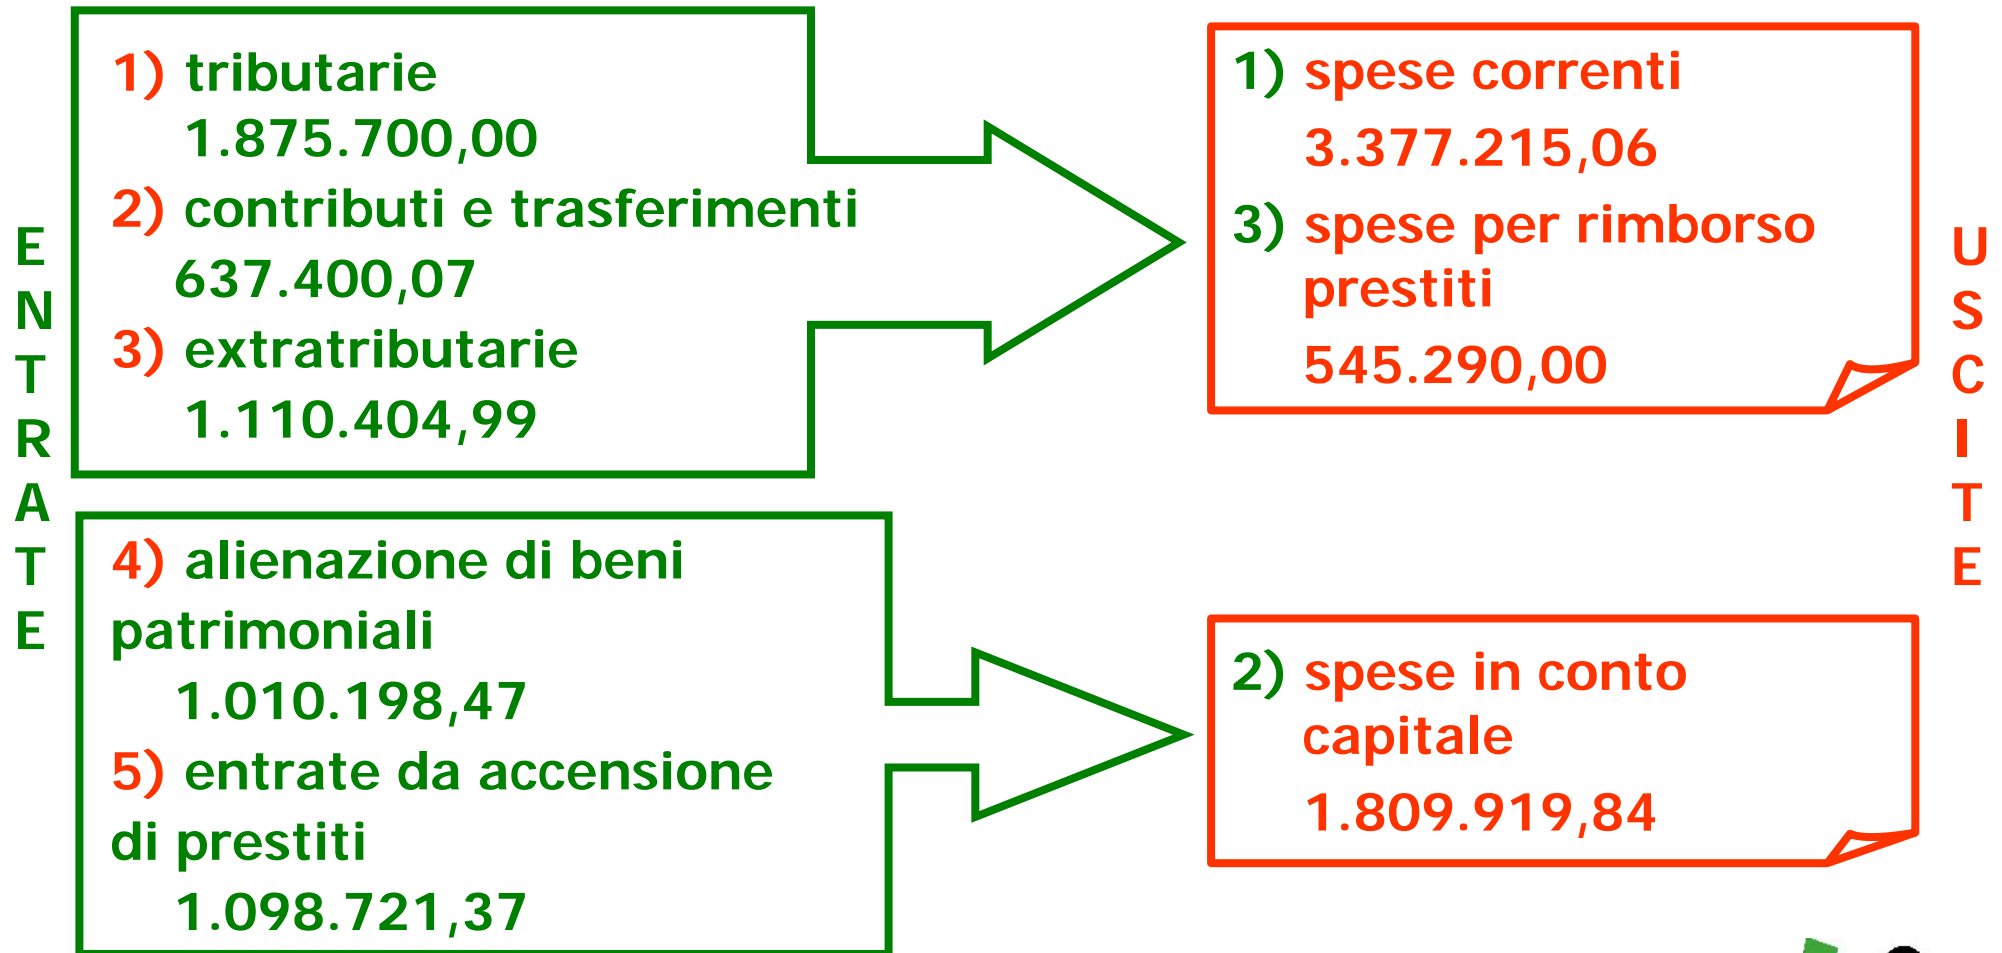 ENTRATE
1) tributarie
1.875.700,00
2) contributi e trasferimenti
637.400,07
3) extratributarie
1.110.404,99
4) alienazione di beni
patrimoniali
1.010.198,47
5) entrate da accensione
di prestiti
1.098.721,37
1) spese correnti
3.377.215,06
3) spese per rimborso
prestiti
545.290,00
2) spese in conto
capitale
1.809.919,84
USCITE